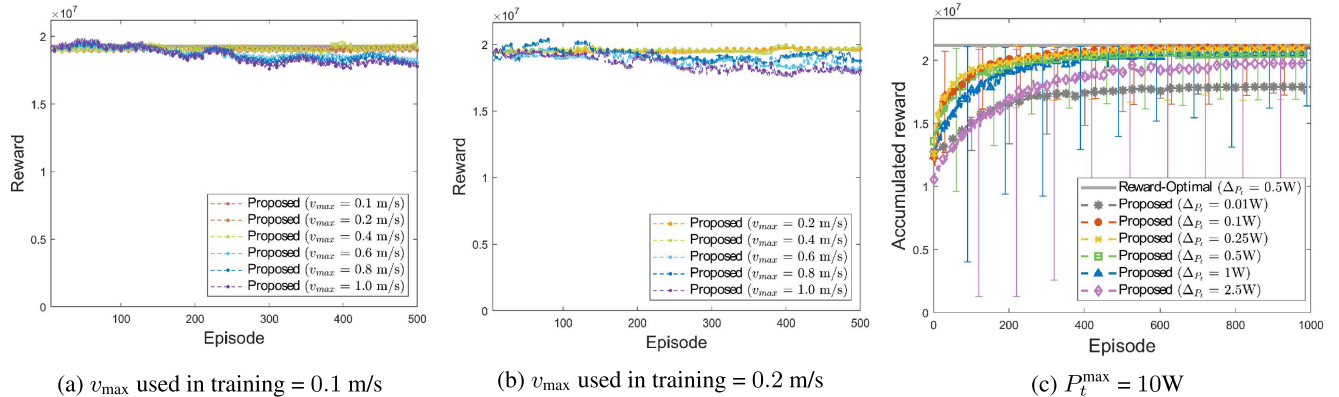 ×10⁷
2
1.5
1
0.5
0
Reward
100 200 300 400 500
Episode
Proposed (v_max = 0.1 m/s)
Proposed (v_max = 0.2 m/s)
Proposed (v_max = 0.4 m/s)
Proposed (v_max = 0.6 m/s)
Proposed (v_max = 0.8 m/s)
Proposed (v_max = 1.0 m/s)
(a) v_max used in training = 0.1 m/s
×10⁷
2
1.5
1
0.5
0
Reward
100 200 300 400 500
Episode
Proposed (v_max = 0.2 m/s)
Proposed (v_max = 0.4 m/s)
Proposed (v_max = 0.6 m/s)
Proposed (v_max = 0.8 m/s)
Proposed (v_max = 1.0 m/s)
(b) v_max used in training = 0.2 m/s
×10⁷
2
1.5
1
0.5
0
Accumulated reward
0 200 400 600 800 1000
Episode
Reward-Optimal (Δ_{P_t} = 0.5W)
Proposed (Δ_{P_t} = 0.01W)
Proposed (Δ_{P_t} = 0.1W)
Proposed (Δ_{P_t} = 0.25W)
Proposed (Δ_{P_t} = 0.5W)
Proposed (Δ_{P_t} = 1W)
Proposed (Δ_{P_t} = 2.5W)
(c) P_t^max = 10W